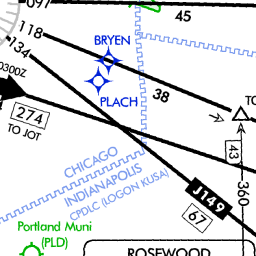 097
45
118
BRYEN
134
0300Z
PLACH
38
TO
274
TO JOT
43
CHICAGO
INDIANAPOLIS
CPDLC (LOGON KUSA)
J149
360
67
Portland Muni
(PLD)
ROSEWOOD